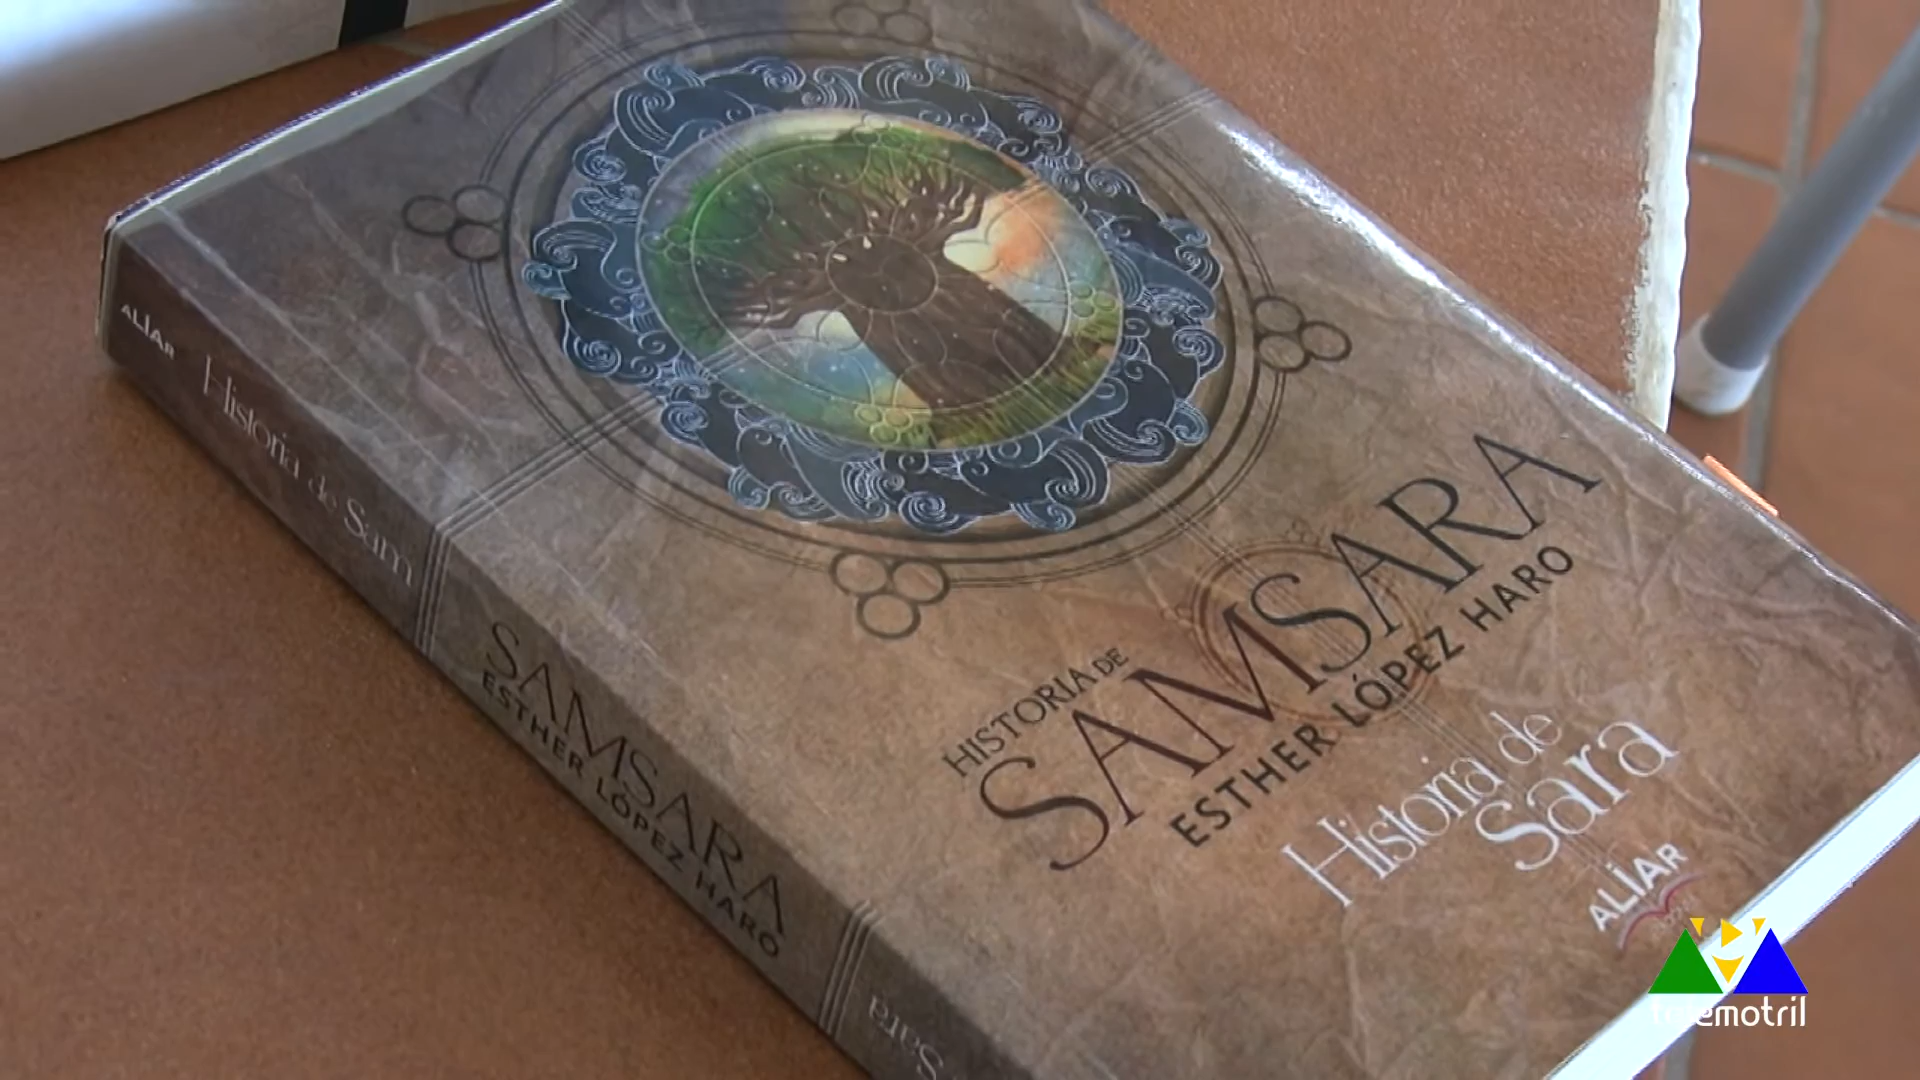 ALIAR
Historia de Sam
SAMSARA
ESTHER LÓPEZ HARO
Sara
HISTORIA DE
SAMSARA
ESTHER LÓPEZ HARO
Historia de
Sara
ALIAR
telemotril